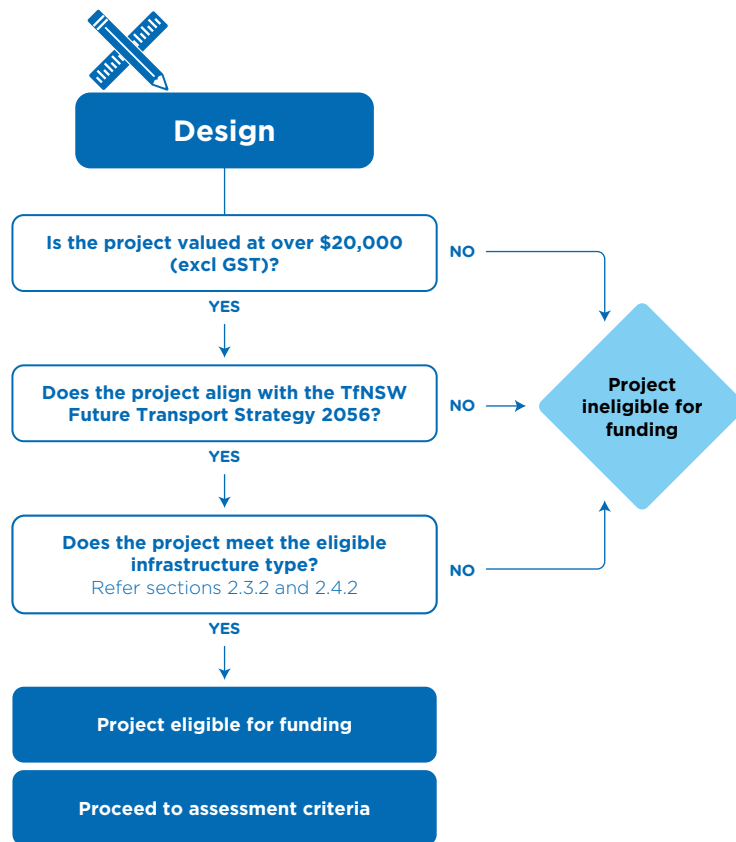 Design
Is the project valued at over $20,000
(excl GST)?
NO
YES
Does the project align with the TfNSW
Future Transport Strategy 2056?
NO
Project
ineligible for
funding
YES
Does the project meet the eligible
infrastructure type?
Refer sections 2.3.2 and 2.4.2
NO
YES
Project eligible for funding
Proceed to assessment criteria